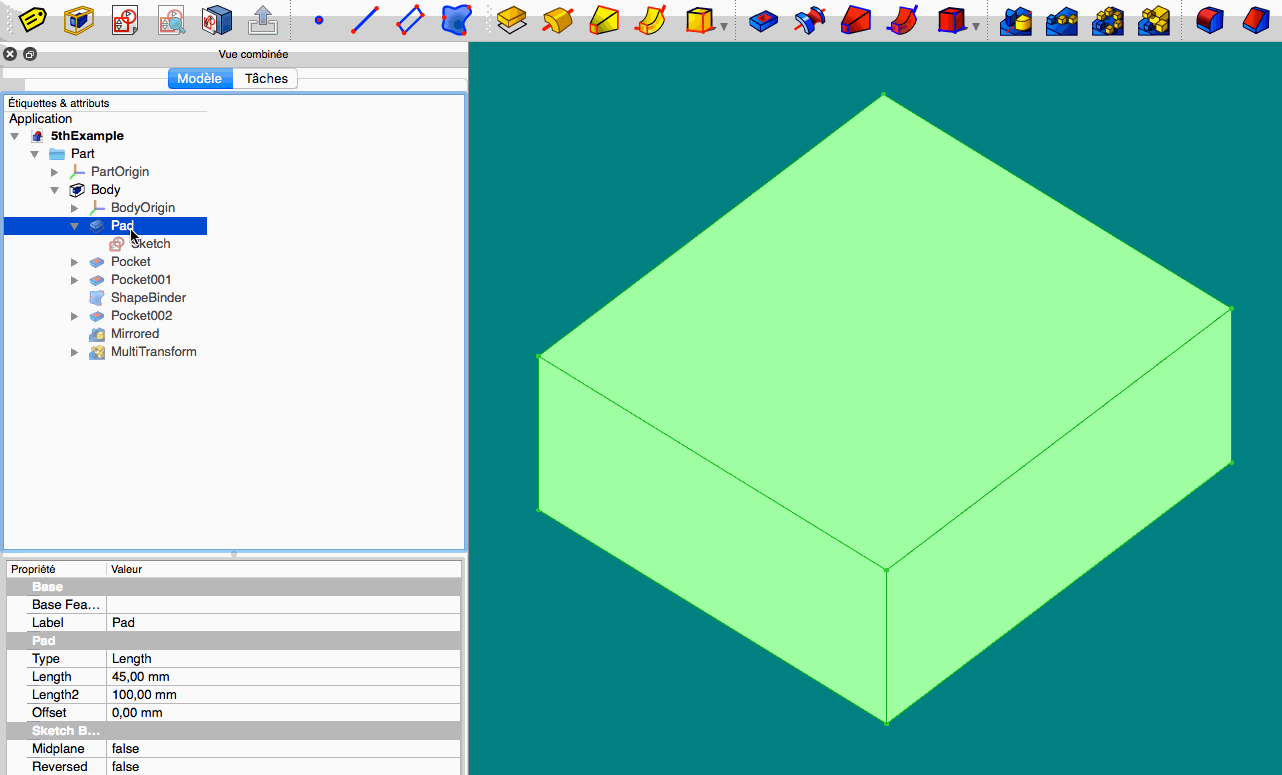 Vue combinée
Modèle Tâches
Étiquettes & attributs
Application
5thExample
Part
PartOrigin
Body
BodyOrigin
Pad
Sketch
Pocket
Pocket001
ShapeBinder
Pocket002
Mirrored
MultiTransform
Propriété Valeur
Base
Base Fea...
Label Pad
Pad
Type Length
Length 45,00 mm
Length2 100,00 mm
Offset 0,00 mm
Sketch B...
Midplane false
Reversed false